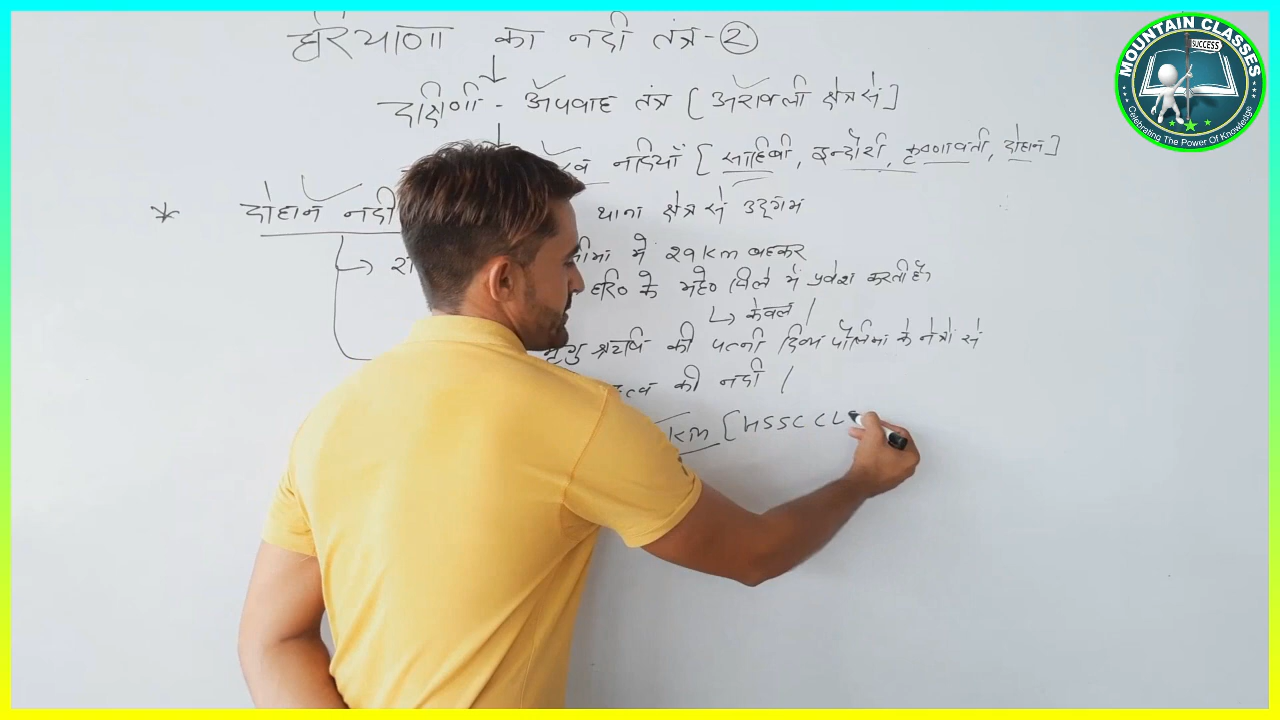 हरियाणा का नदी तंत्र-②
दक्षिणी - अपवाह तंत्र [अरावली क्षेत्र से]
नदियाँ [साहिबी, इन्दौरी, कृष्णावती, दोहान]
* दोहान नदी थाना क्षेत्र से उद्गम
में 29 km बहकर
हरि० के महे० जिले में प्रवेश करती है।
↳ केवल।
भृगु ऋषि की पत्नी दिव्य पौलिमा के नेत्रों से
की नदी।
km [HSSC CL
MOUNTAIN CLASSES
SUCCESS
Celebrating The Power Of Knowledge